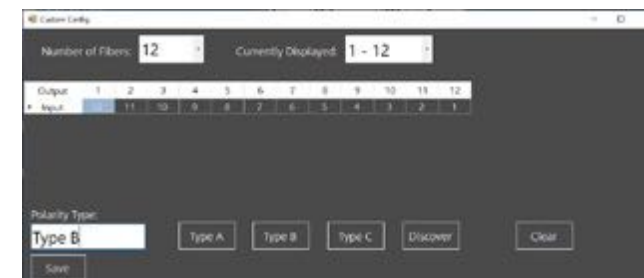 Custom Config
Number of Fibers: 12 Currently Displayed: 1 - 12
Output 1 2 3 4 5 6 7 8 9 10 11 12
Input 11 10 9 8 7 6 5 4 3 2 1
Polarity Type:
Type B Type A Type B Type C Discover Clear
Save